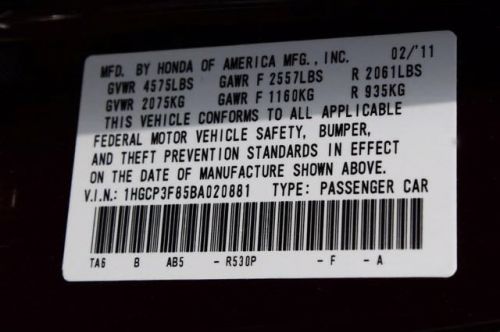 MFD. BY HONDA OF AMERICA MFG., INC. 02/'11
GVWR 4575LBS GAWR F 2557LBS R 2061LBS
GVWR 2075KG GAWR F 1160KG R 935KG
THIS VEHICLE CONFORMS TO ALL APPLICABLE
FEDERAL MOTOR VEHICLE SAFETY, BUMPER,
AND THEFT PREVENTION STANDARDS IN EFFECT
ON THE DATE OF MANUFACTURE SHOWN ABOVE.
V.I.N.: 1HGCP3F85BA020881 TYPE: PASSENGER CAR
TA6 B AB5 - R530P - F - A